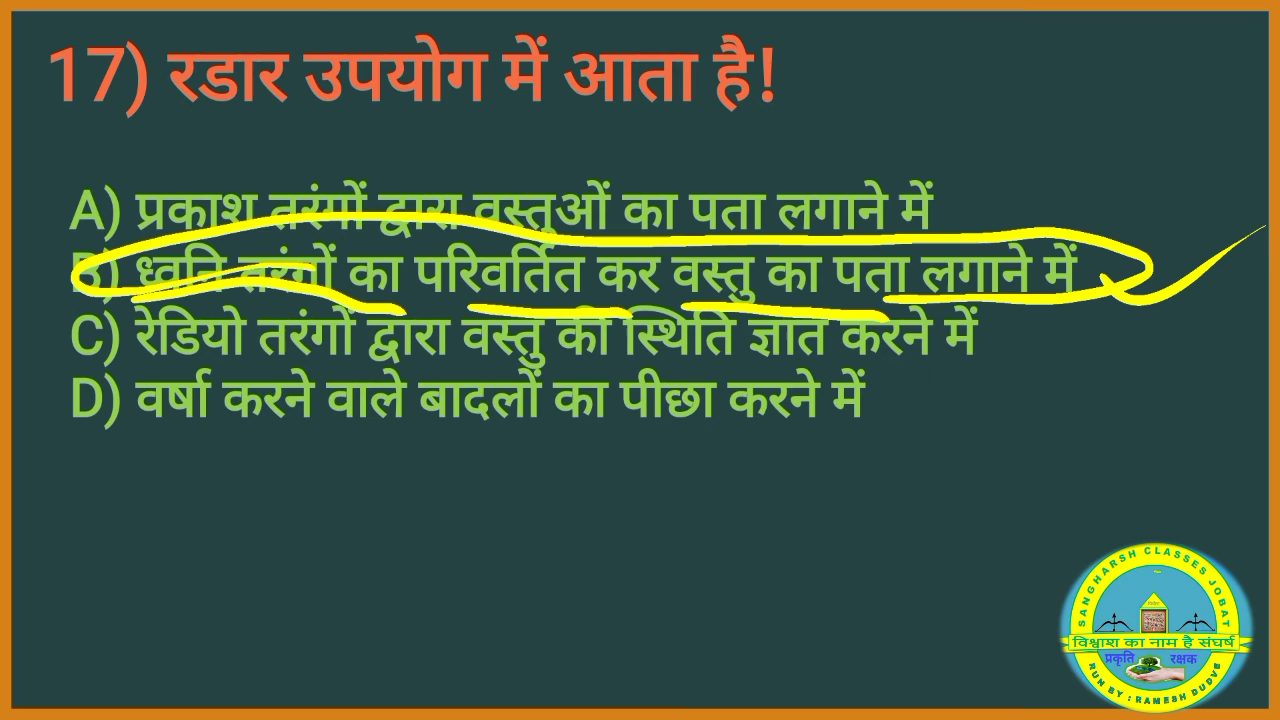 17) रडार उपयोग में आता है!
A) प्रकाश तरंगों द्वारा वस्तुओं का पता लगाने में
B) ध्वनि तरंगों का परिवर्तित कर वस्तु का पता लगाने में
C) रेडियो तरंगों द्वारा वस्तु की स्थिति ज्ञात करने में
D) वर्षा करने वाले बादलों का पीछा करने में
SANGHARSH CLASSES JOBAT
विश्वाश का नाम है संघर्ष
प्रकृति रक्षक
RUN BY : RAMESH DUDVE